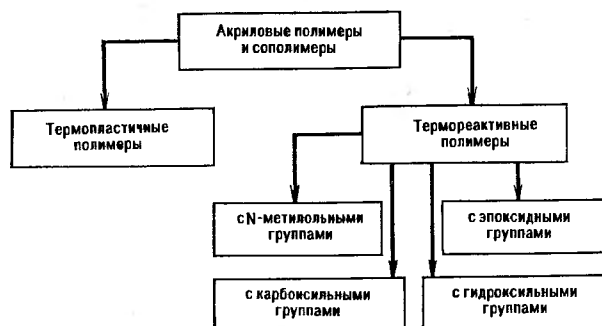 Акриловые полимеры
и сополимеры
Термопластичные
полимеры
Термореактивные
полимеры
с N-метилольными
группами
с эпоксидными
группами
с карбоксильными
группами
с гидроксильными
группами